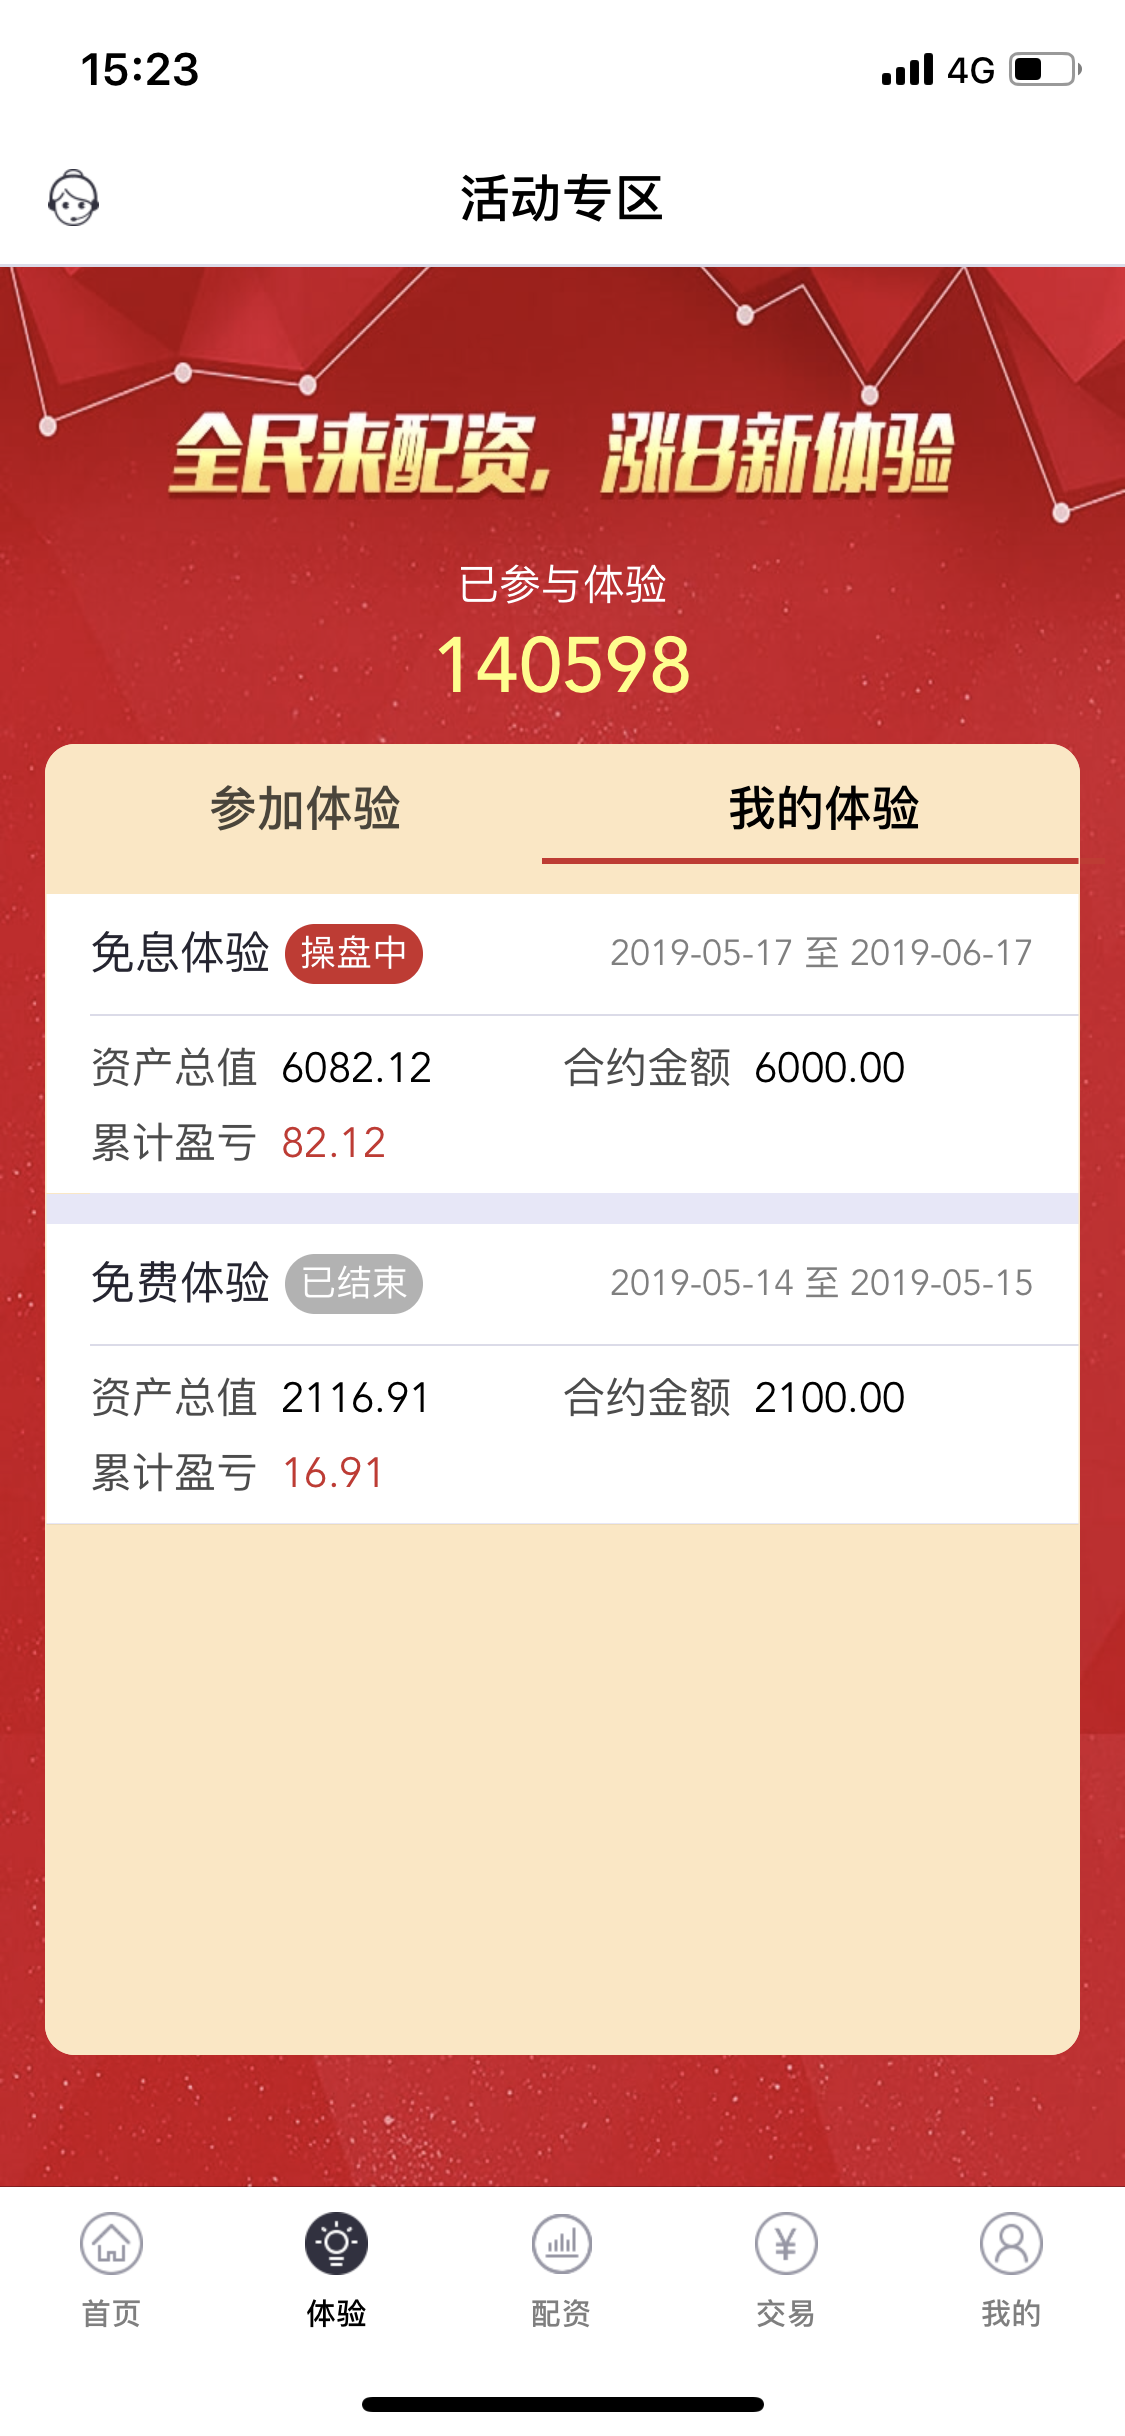 15:23
4G
活动专区
全民来配资，涨8新体验
已参与体验
140598
参加体验 我的体验
免息体验 操盘中 2019-05-17 至 2019-06-17
资产总值 6082.12 合约金额 6000.00
累计盈亏 82.12
免费体验 已结束 2019-05-14 至 2019-05-15
资产总值 2116.91 合约金额 2100.00
累计盈亏 16.91
首页 体验 配资 交易 我的